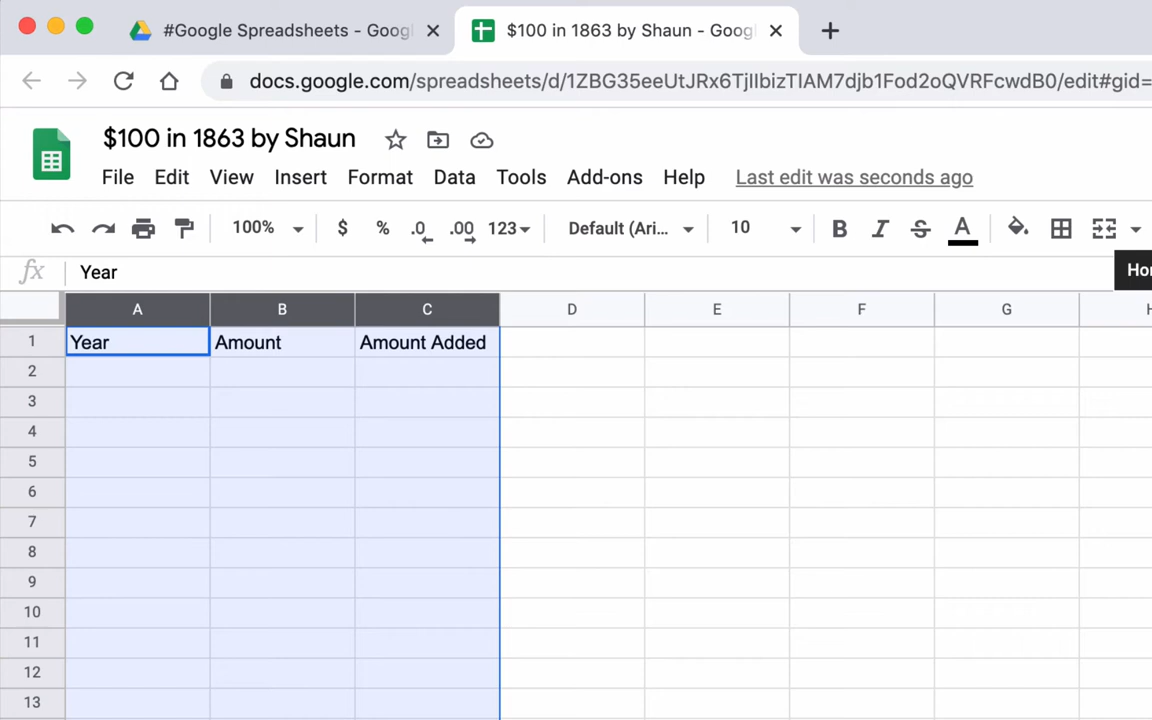 #Google Spreadsheets - Goog
$100 in 1863 by Shaun - Goog
docs.google.com/spreadsheets/d/1ZBG35eeUtJRx6TjIIbizTIAM7djb1Fod2oQVRFcwdB0/edit#gid=
$100 in 1863 by Shaun
File Edit View Insert Format Data Tools Add-ons Help Last edit was seconds ago
100% $ % .0 .00 123 Default (Ari... 10 B I S A
fx Year
Hor
A B C D E F G H
1 Year Amount Amount Added
2
3
4
5
6
7
8
9
10
11
12
13